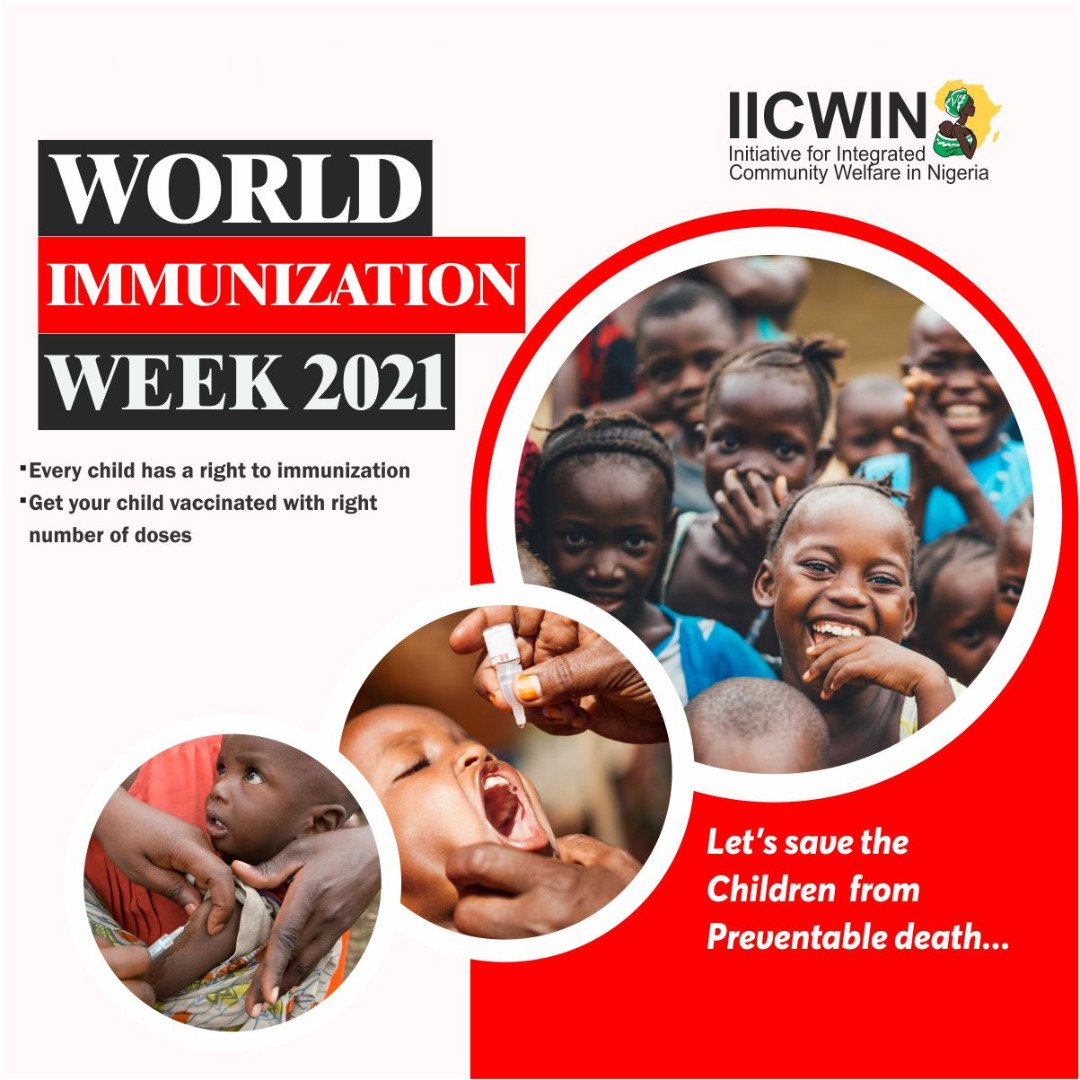 IICWIN
Initiative for Integrated
Community Welfare in Nigeria
WORLD
IMMUNIZATION
WEEK 2021
▪Every child has a right to immunization
▪Get your child vaccinated with right
number of doses
Let's save the
Children from
Preventable death...